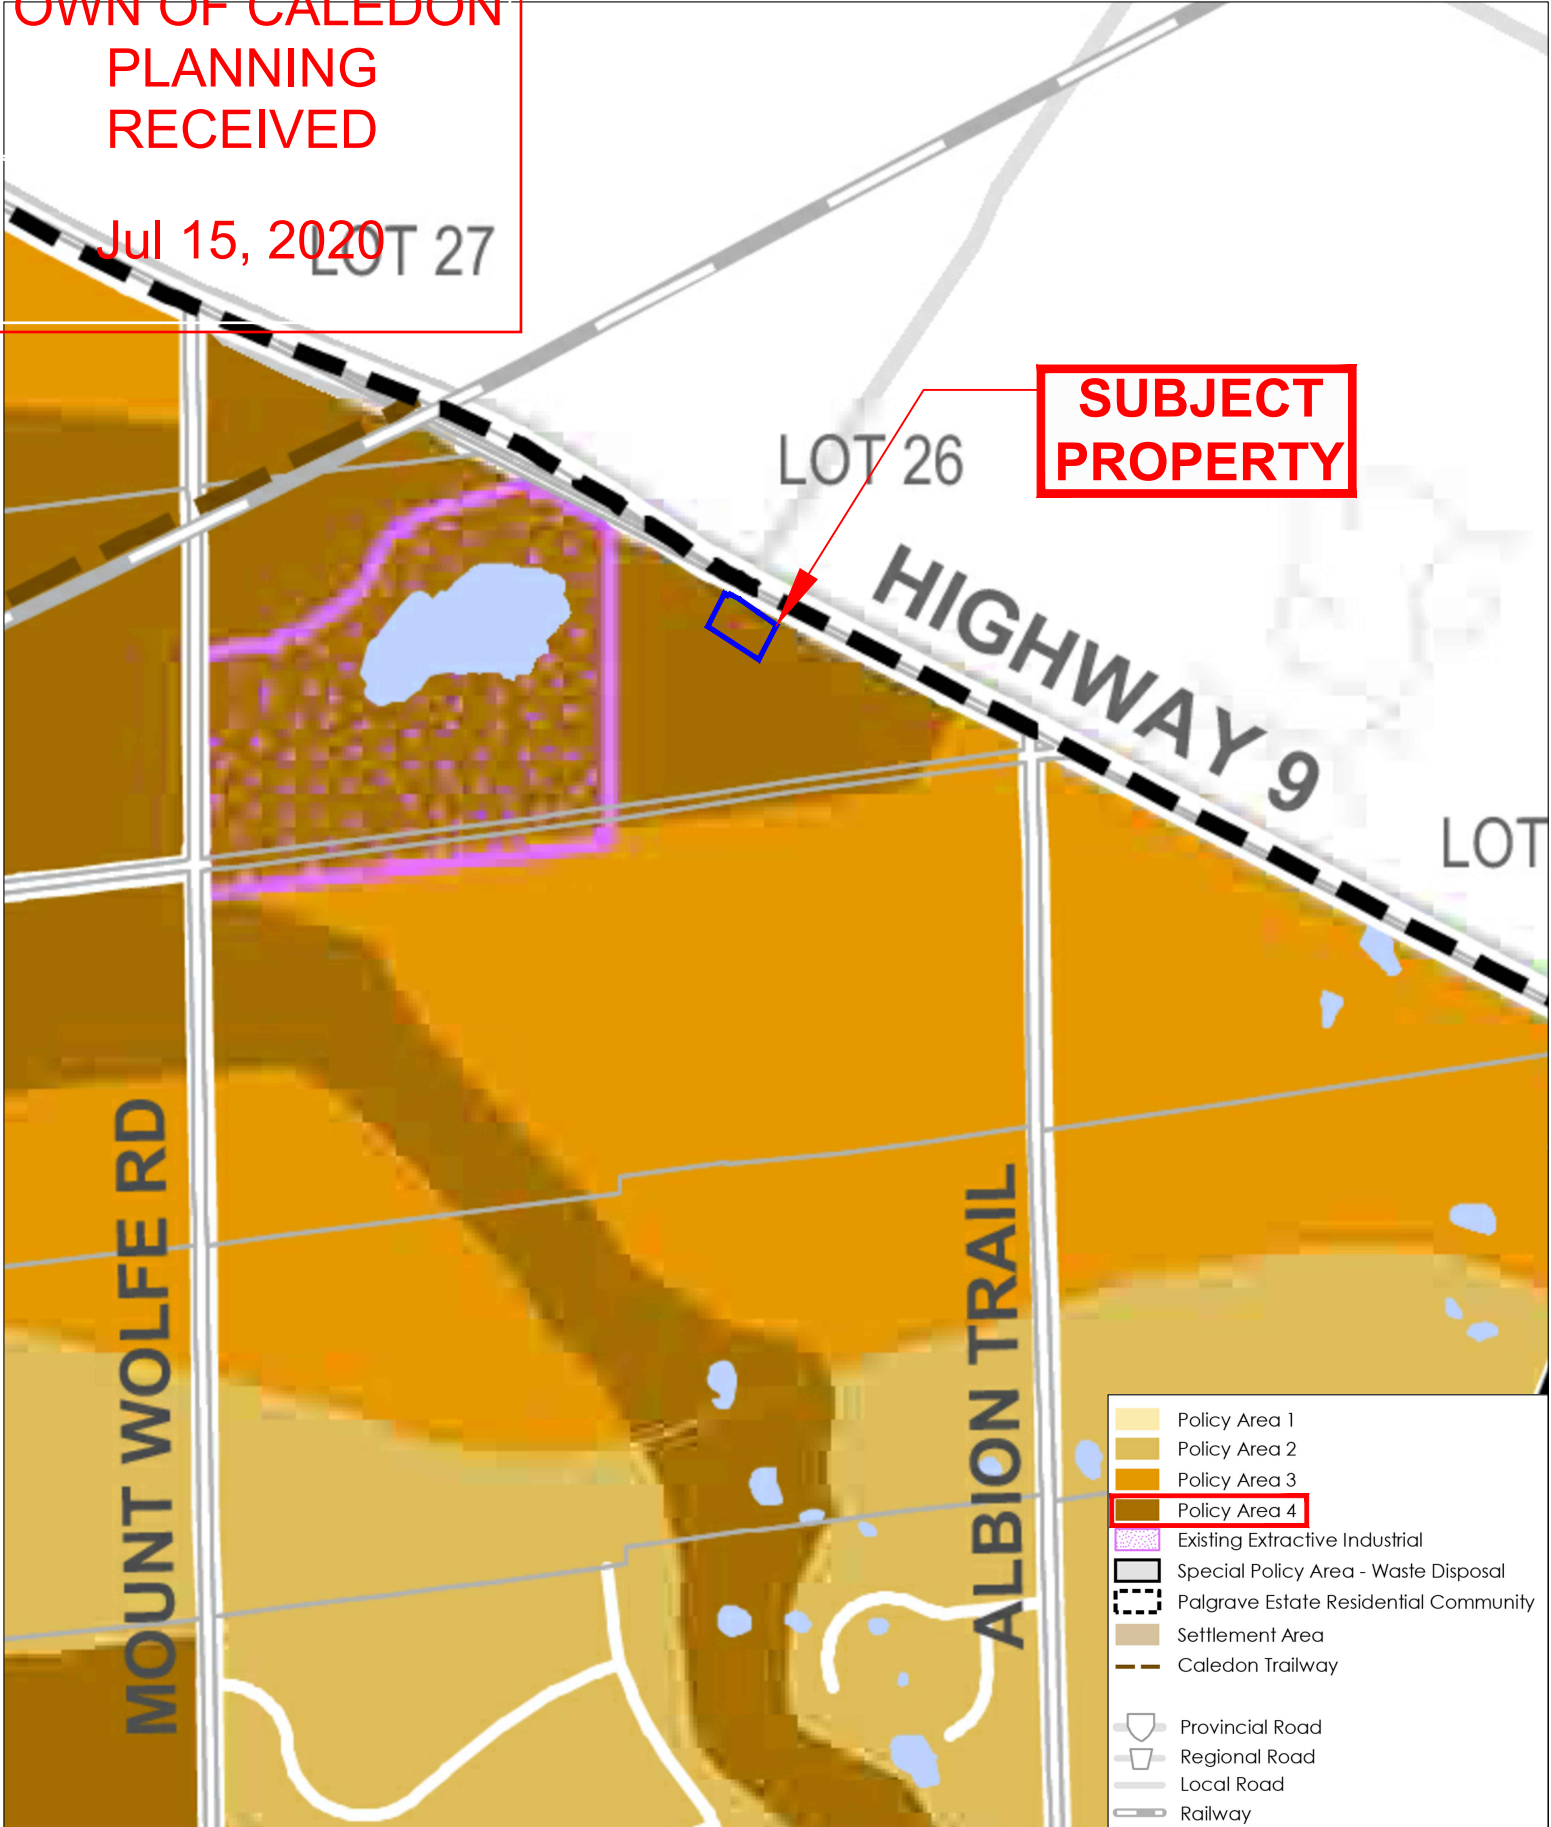 OWN OF CALEDON
PLANNING
RECEIVED
Jul 15, 2020
LOT 27
SUBJECT
PROPERTY
LOT 26
HIGHWAY 9
LOT
MOUNT WOLFE RD
ALBION TRAIL
Policy Area 1
Policy Area 2
Policy Area 3
Policy Area 4
Existing Extractive Industrial
Special Policy Area - Waste Disposal
Palgrave Estate Residential Community
Settlement Area
Caledon Trailway
Provincial Road
Regional Road
Local Road
Railway